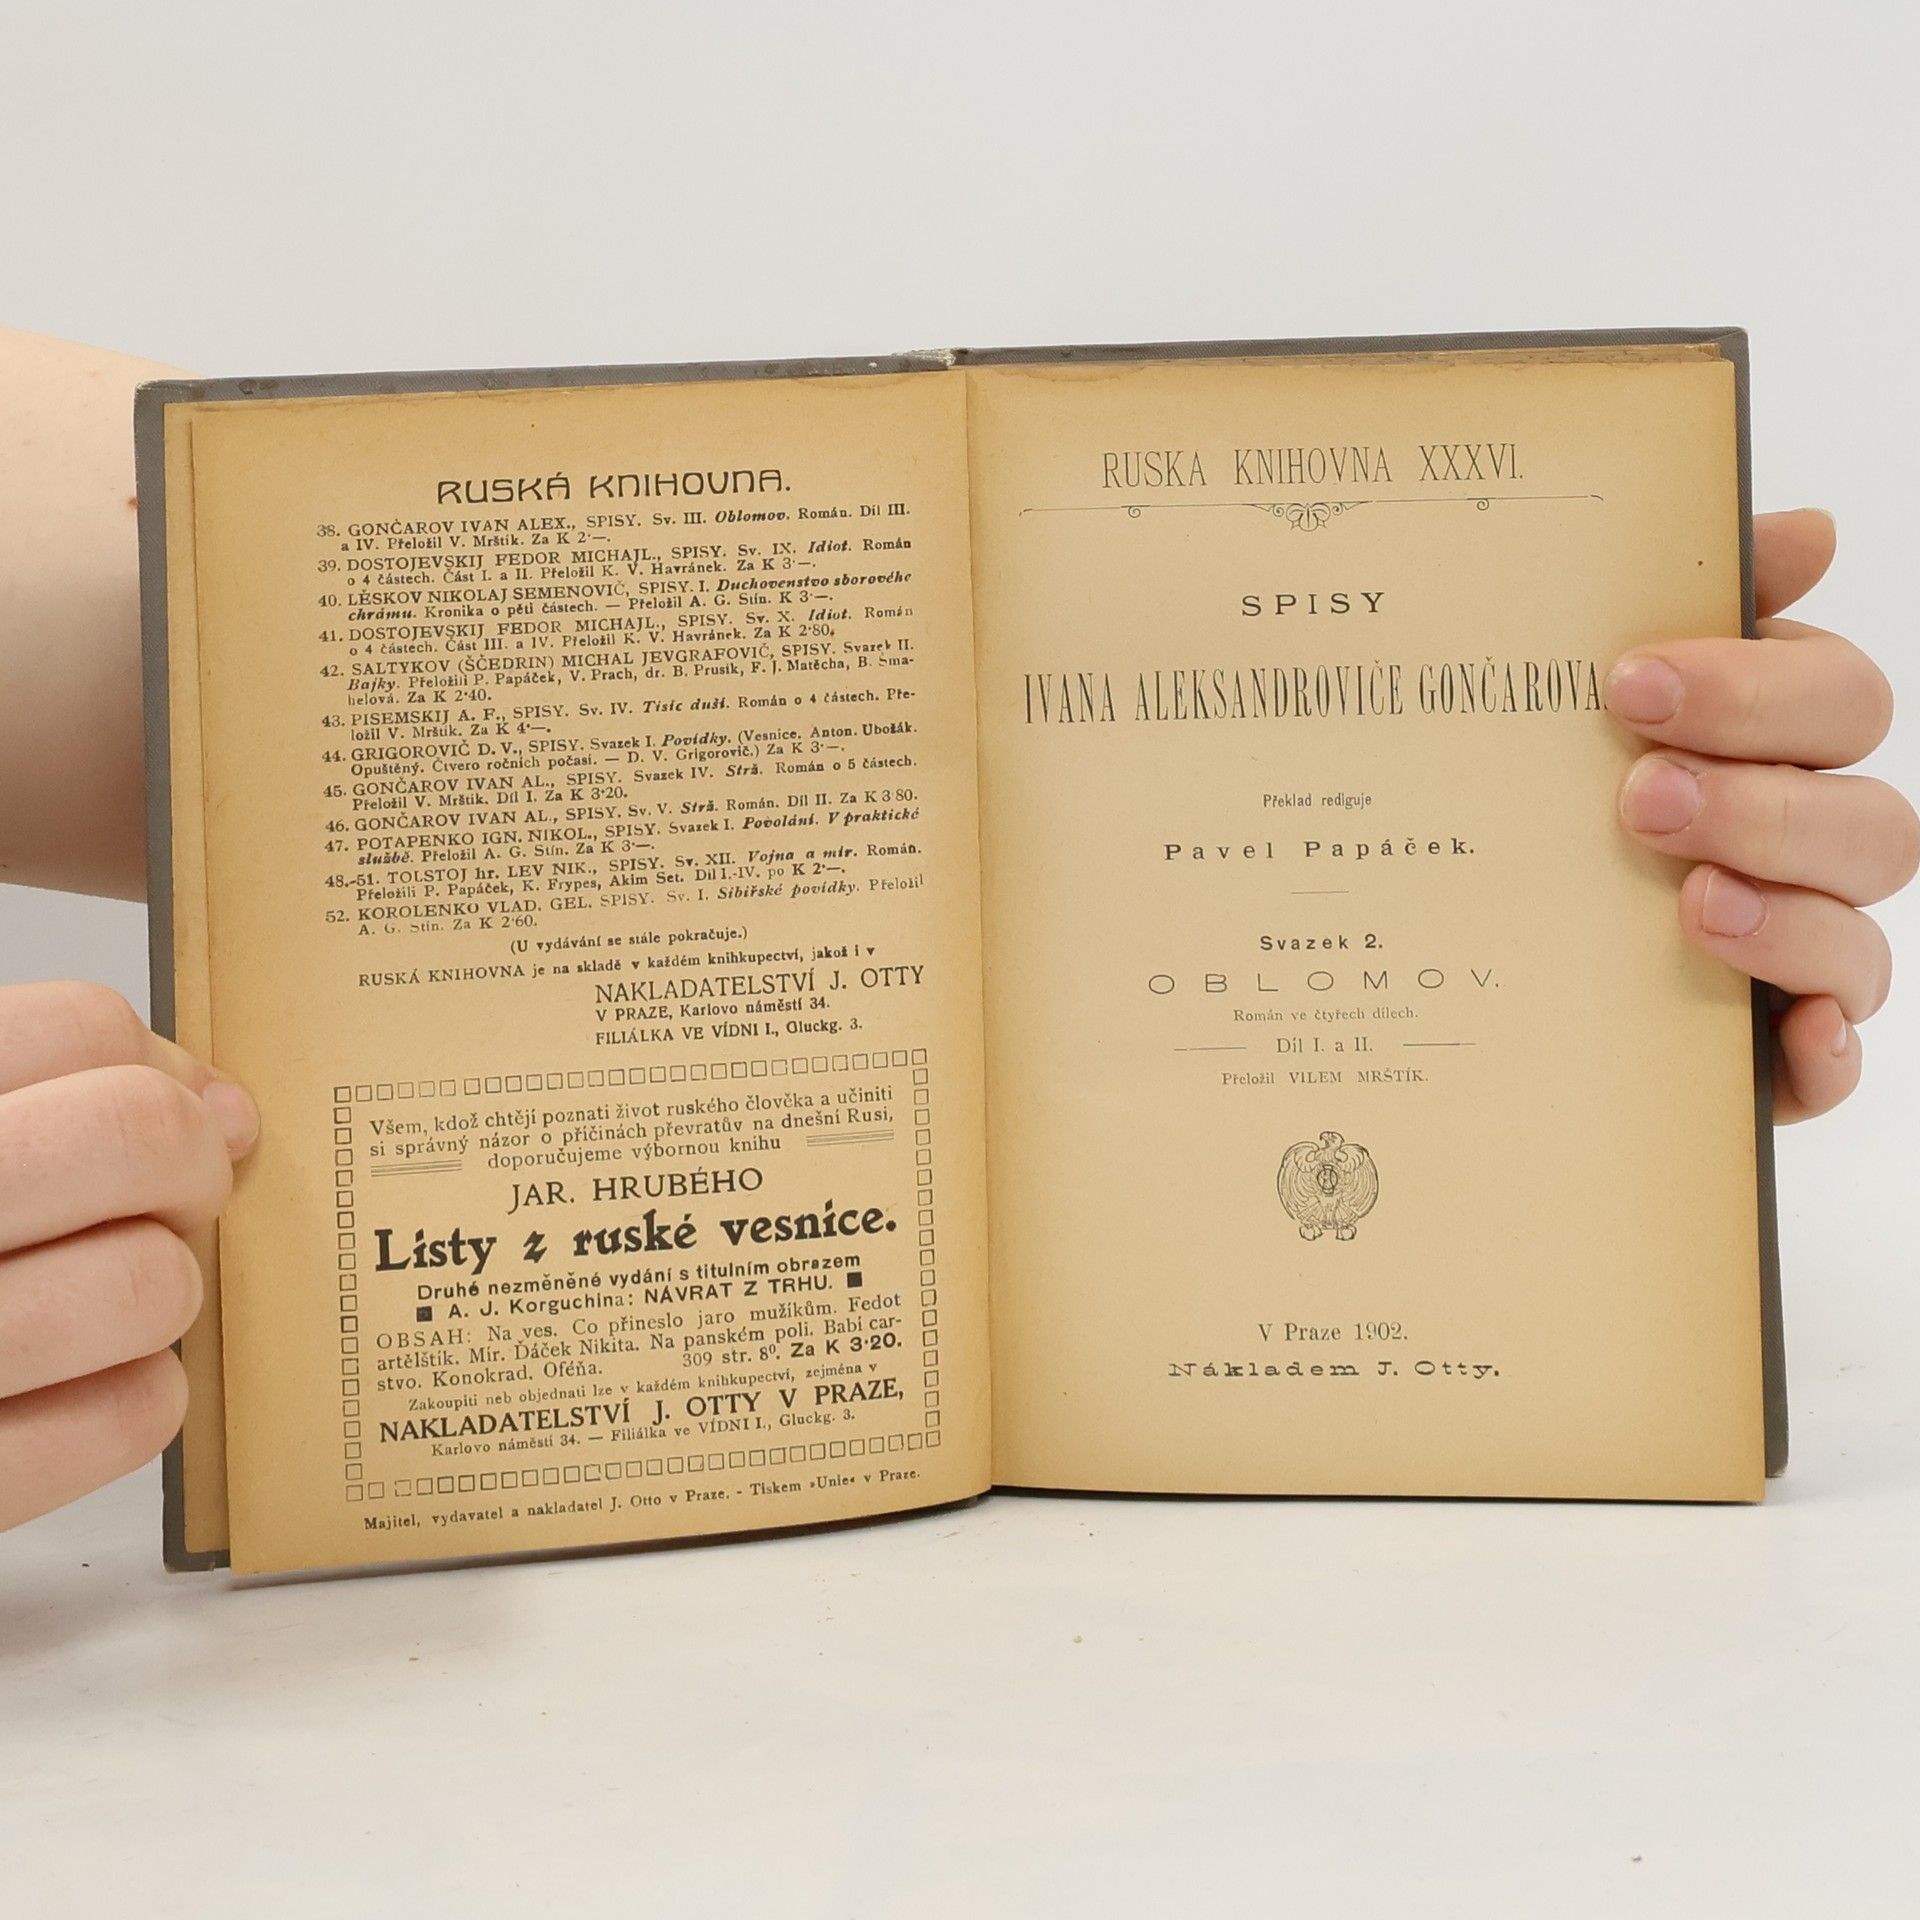 RUSKÁ KNIHOVNA.
38. GONČAROV IVAN ALEX., SPISY. Sv. III. Oblomov. Román. Díl III.
a IV. Přeložil V. Mrštík. Za K 2·—.
39. DOSTOJEVSKIJ FEDOR MICHAJL., SPISY. Sv. IX. Idiot. Román
o 4 částech. Část I. a II. Přeložil K. V. Havránek. Za K 3·—.
40. LĚSKOV NIKOLAJ SEMENOVIČ, SPISY. I. Duchovenstvo sborového
chrámu. Kronika o pěti částech. — Přeložil A. G. Stín. K 3·—.
41. DOSTOJEVSKIJ FEDOR MICHAJL., SPISY. Sv. X. Idiot. Román
o 4 částech. Část III. a IV. Přeložil K. V. Havránek. Za K 2·80.
42. SALTYKOV (ŠČEDRIN) MICHAL JEVGRAFOVIČ, SPISY. Svazek II.
Bajky. Přeložili P. Papáček, V. Prach, dr. B. Prusík, F. J. Matěcha, B. Šma-
helová. Za K 2·40.
43. PISEMSKIJ A. F., SPISY. Sv. IV. Tisíc duší. Román o 4 částech. Pře-
ložil V. Mrštík. Za K 4·—.
44. GRIGOROVIČ D. V., SPISY. Svazek I. Povídky. (Vesnice. Anton. Ubožák.
Opuštěný. Čtvero ročních počasí. — D. V. Grigorovič.) Za K 3·—.
45. GONČAROV IVAN AL., SPISY. Svazek IV. Strž. Román o 5 částech.
Přeložil V. Mrštík. Díl I. Za K 3·20.
46. GONČAROV IVAN AL., SPISY. Sv. V. Strž. Román. Díl II. Za K 3 80.
47. POTAPENKO IGN. NIKOL., SPISY. Svazek I. Povolání. V praktické
službě. Přeložil A. G. Stín. Za K 3·—.
48.-51. TOLSTOJ hr. LEV NIK., SPISY. Sv. XII. Vojna a mír. Román.
Přeložili P. Papáček, K. Frypes, Akim Set. Díl I.-IV. po K 2·—.
52. KOROLENKO VLAD. GEL. SPISY. Sv. I. Sibiřské povídky. Přeložil
A. G. Stín. Za K 2·60.
(U vydávání se stále pokračuje.)
RUSKÁ KNIHOVNA je na skladě v každém knihkupectví, jakož i v
NAKLADATELSTVÍ J. OTTY
V PRAZE, Karlovo náměstí 34.
FILIÁLKA VE VÍDNI I., Gluckg. 3.
Všem, kdož chtějí poznati život ruského člověka a učiniti
si správný názor o příčinách převratův na dnešní Rusi,
doporučujeme výbornou knihu
JAR. HRUBÉHO
Listy z ruské vesnice.
Druhé nezměněné vydání s titulním obrazem
A. J. Korguchina: NÁVRAT Z TRHU.
OBSAH: Na ves. Co přineslo jaro mužíkům. Fedot
artělštík. Mír. Ďáček Nikita. Na panském poli. Babí car-
stvo. Konokrad. Oféňa. 309 str. 8⁰. Za K 3·20.
Zakoupiti neb objednati lze v každém knihkupectví, zejména v
NAKLADATELSTVÍ J. OTTY V PRAZE,
Karlovo náměstí 34. — Filiálka ve VÍDNI I., Gluckg. 3.
Majitel, vydavatel a nakladatel J. Otto v Praze. - Tiskem »Unie« v Praze.
RUSKA KNIHOVNA XXXVI.
SPISY
IVANA ALEKSANDROVIČE GONČAROVA.
Překlad rediguje
Pavel Papáček.
Svazek 2.
OBLOMOV.
Román ve čtyřech dílech.
Díl I. a II.
Přeložil VILEM MRŠTÍK.
V Praze 1902.
Nákladem J. Otty.